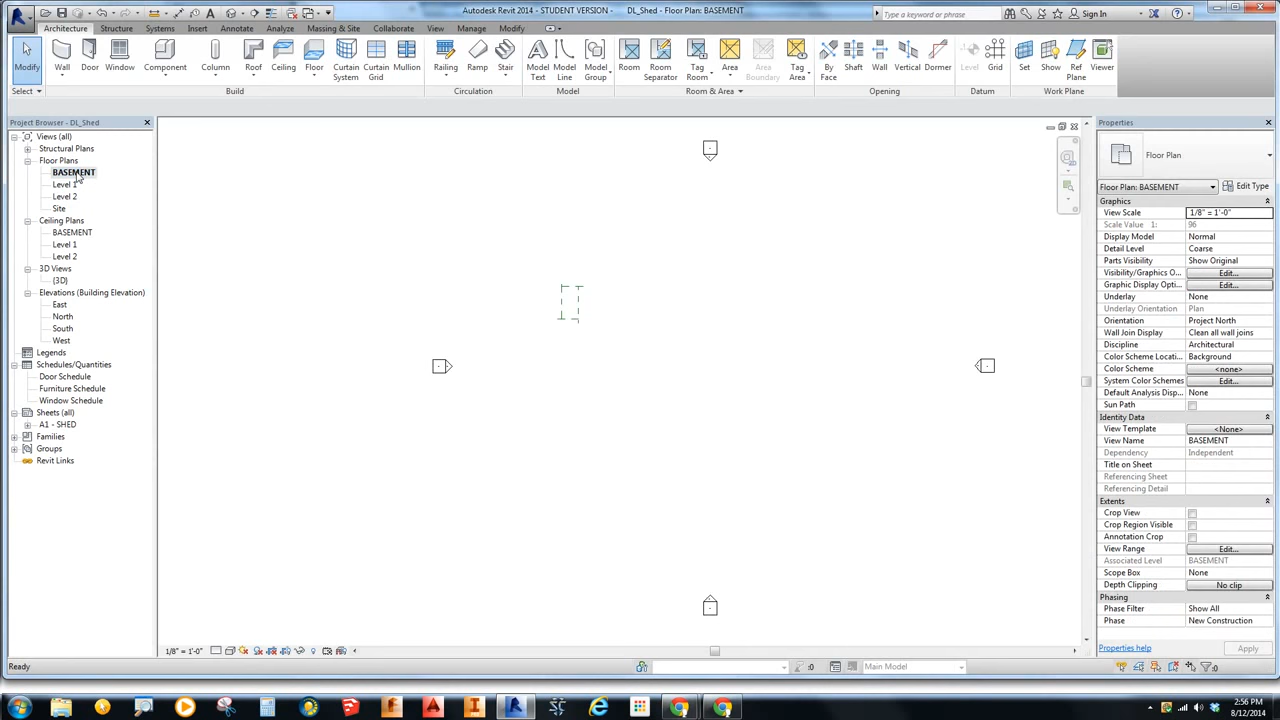 Autodesk Revit 2014 - STUDENT VERSION - DL_Shed - Floor Plan: BASEMENT
Type a keyword or phrase
Sign In
Architecture Structure Systems Insert Annotate Analyze Massing & Site Collaborate View Manage Modify
Modify Wall Door Window Component Column Roof Ceiling Floor Curtain System Curtain Grid Mullion Railing Ramp Stair Model Text Model Line Model Group Room Room Separator Tag Room Area Area Boundary Tag Area By Face Shaft Wall Vertical Dormer Level Grid Set Show Ref Plane Viewer
Select Build Circulation Model Room & Area Opening Datum Work Plane
Project Browser - DL_Shed
Views (all)
Structural Plans
Floor Plans
BASEMENT
Level 1
Level 2
Site
Ceiling Plans
BASEMENT
Level 1
Level 2
3D Views
{3D}
Elevations (Building Elevation)
East
North
South
West
Legends
Schedules/Quantities
Door Schedule
Furniture Schedule
Window Schedule
Sheets (all)
A1 - SHED
Families
Groups
Revit Links
Properties
Floor Plan
Floor Plan: BASEMENT Edit Type
Graphics
View Scale 1/8" = 1'-0"
Scale Value 1: 96
Display Model Normal
Detail Level Coarse
Parts Visibility Show Original
Visibility/Graphics O... Edit...
Graphic Display Opti... Edit...
Underlay None
Underlay Orientation Plan
Orientation Project North
Wall Join Display Clean all wall joins
Discipline Architectural
Color Scheme Locati... Background
Color Scheme <none>
System Color Schemes Edit...
Default Analysis Disp... None
Sun Path
Identity Data
View Template <None>
View Name BASEMENT
Dependency Independent
Title on Sheet
Referencing Sheet
Referencing Detail
Extents
Crop View
Crop Region Visible
Annotation Crop
View Range Edit...
Associated Level BASEMENT
Scope Box None
Depth Clipping No clip
Phasing
Phase Filter Show All
Phase New Construction
Properties help Apply
1/8" = 1'-0"
Ready
:0 Main Model :0
2:56 PM
8/12/2014